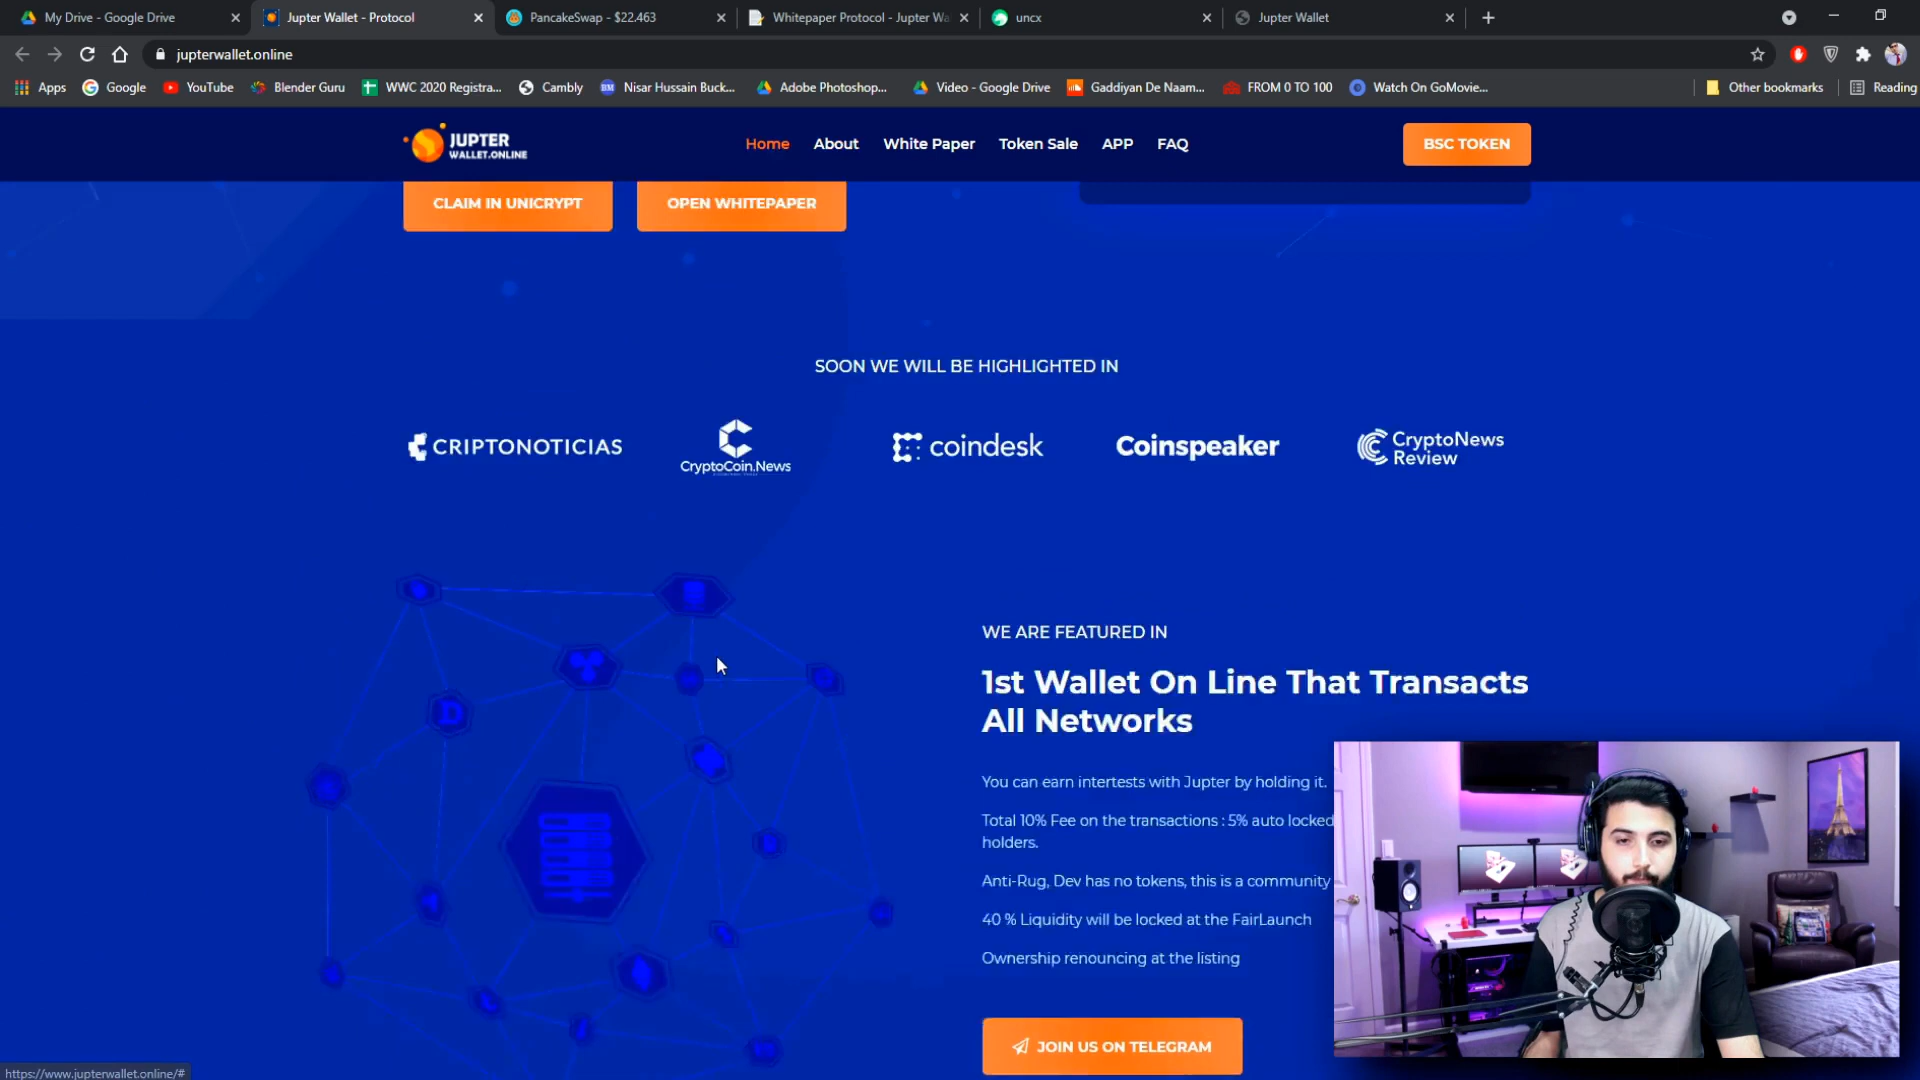 My Drive - Google Drive
Jupter Wallet - Protocol
PancakeSwap - $22.463
Whitepaper Protocol - Jupter Wa
uncx
Jupter Wallet
jupterwallet.online
Apps
Google
YouTube
Blender Guru
WWC 2020 Registra...
Cambly
BM
Nisar Hussain Buck...
Adobe Photoshop...
Video - Google Drive
Gaddiyan De Naam...
FROM 0 TO 100
Watch On GoMovie...
Other bookmarks
Reading
JUPTER
WALLET.ONLINE
Home
About
White Paper
Token Sale
APP
FAQ
BSC TOKEN
CLAIM IN UNICRYPT
OPEN WHITEPAPER
SOON WE WILL BE HIGHLIGHTED IN
CRIPTONOTICIAS
CryptoCoin.News
coindesk
Coinspeaker
CryptoNews
Review
WE ARE FEATURED IN
1st Wallet On Line That Transacts
All Networks
You can earn intertests with Jupter by holding it.
Total 10% Fee on the transactions : 5% auto locked
holders.
Anti-Rug, Dev has no tokens, this is a community
40 % Liquidity will be locked at the FairLaunch
Ownership renouncing at the listing
JOIN US ON TELEGRAM
https://www.jupterwallet.online/#